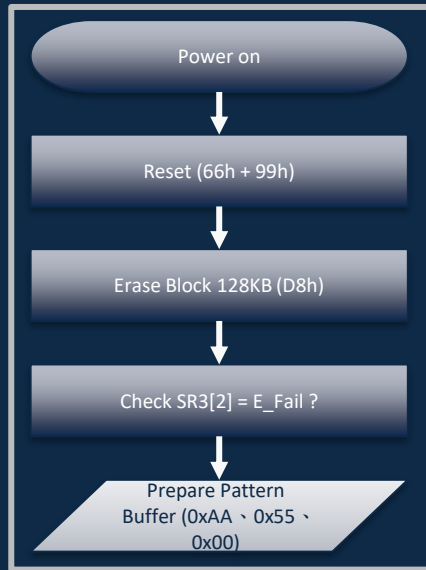 Power on
Reset (66h + 99h)
Erase Block 128KB (D8h)
Check SR3[2] = E_Fail ?
Prepare Pattern
Buffer (0xAA、0x55、
0x00)